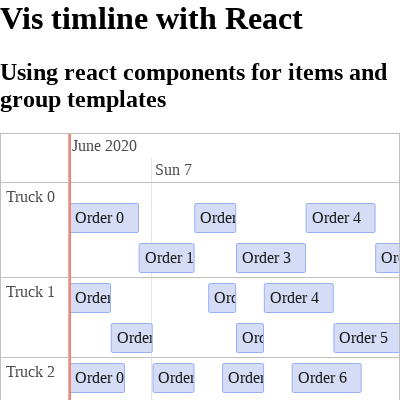 Vis timline with React
Using react components for items and
group templates
June 2020
Sun 7
Truck 0
Order 0
Order
Order 4
Order 1
Order 3
Or
Truck 1
Order
Orc
Order 4
Order
Orc
Order 5
Truck 2
Order 0
Order
Order
Order 6